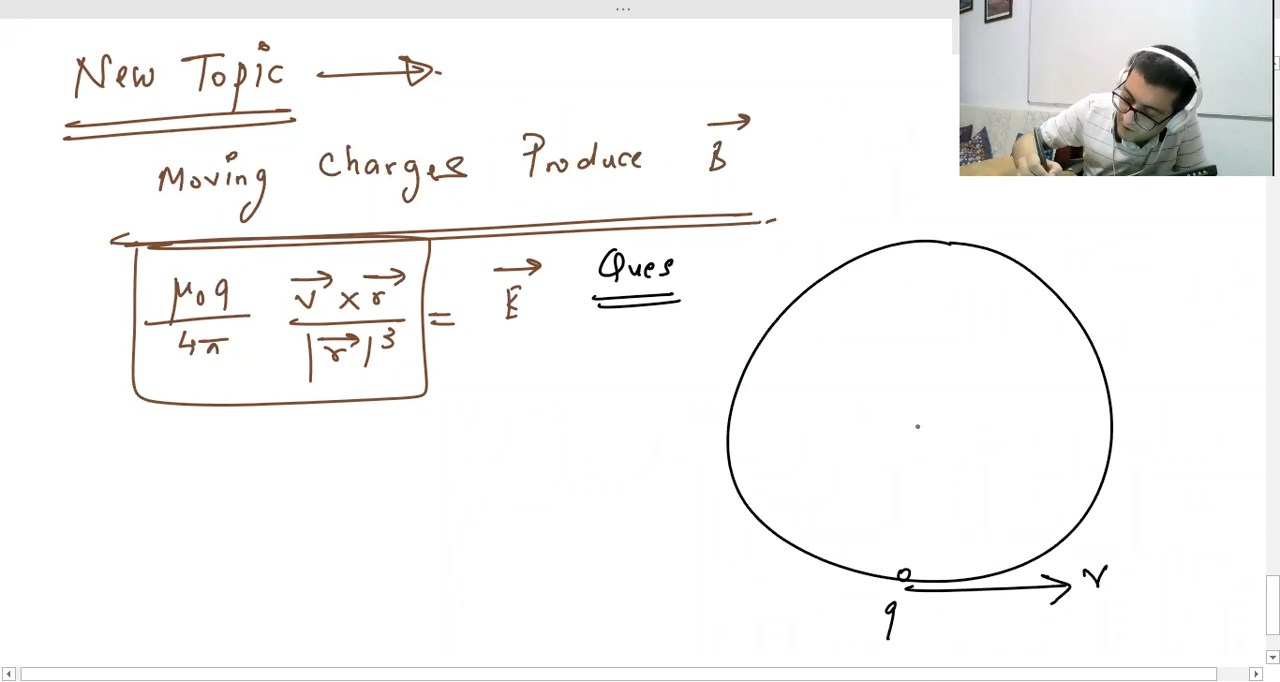 New Topic →
Moving Charges Produce B⃗
μ₀q/4π v⃗ × r⃗/|r⃗|³ = E⃗
Ques
v
q